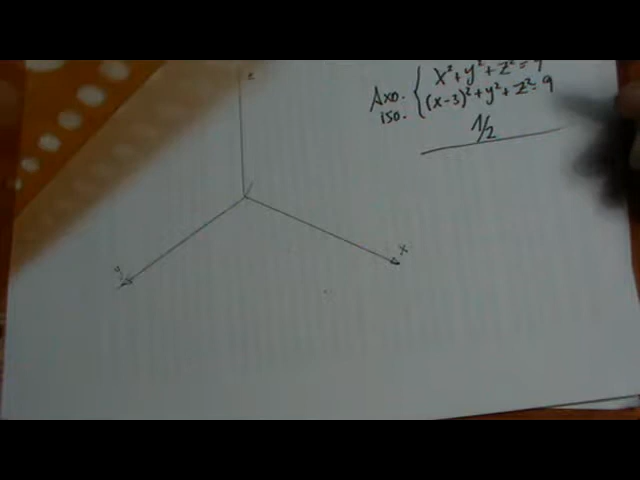 x²+y²+z²=9
Axo. (x-3)²+y²+z²=9
iso.
1/2
z
x
y